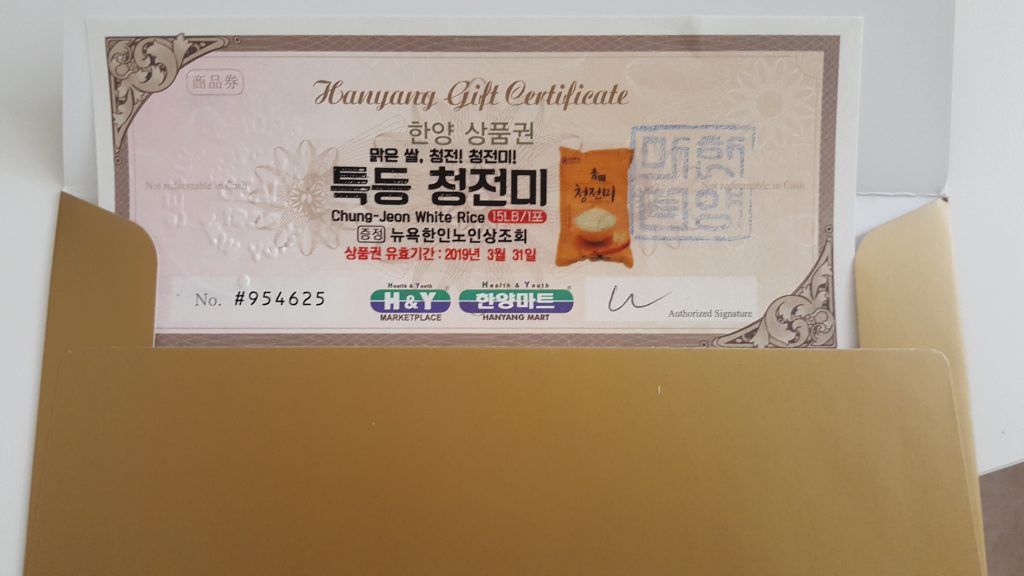 商品券
Hanyang Gift Certificate
한양 상품권
맑은 쌀, 청전! 청전미!
특등 청전미
Not redeemable in Cash
Not redeemable in Cash
청전미
Chung-Jeon White Rice 15LB/1포
증정 뉴욕한인노인상조회
상품권 유효기간 : 2019년 3월 31일
No. #954625
Health & Youth
H&Y
MARKETPLACE
Health & Youth
한양마트
HANYANG MART
Authorized Signature